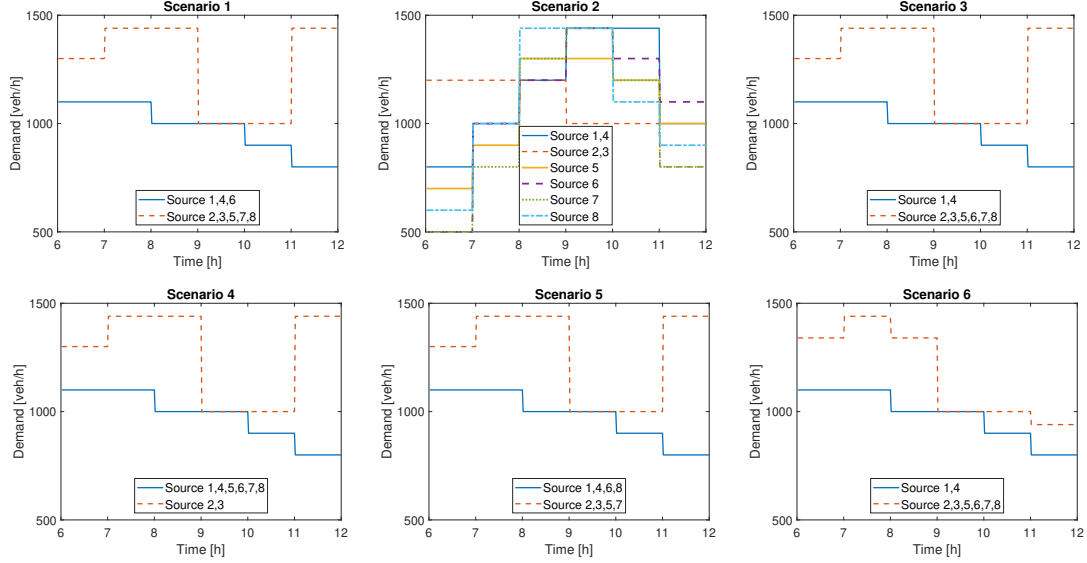 Scenario 1
Demand [veh/h]
1500
1000
500
Source 1,4,6
Source 2,3,5,7,8
6 7 8 9 10 11 12
Time [h]
Scenario 2
Demand [veh/h]
1500
1000
500
Source 1,4
Source 2,3
Source 5
Source 6
Source 7
Source 8
6 7 8 9 10 11 12
Time [h]
Scenario 3
Demand [veh/h]
1500
1000
500
Source 1,4
Source 2,3,5,6,7,8
6 7 8 9 10 11 12
Time [h]
Scenario 4
Demand [veh/h]
1500
1000
500
Source 1,4,5,6,7,8
Source 2,3
6 7 8 9 10 11 12
Time [h]
Scenario 5
Demand [veh/h]
1500
1000
500
Source 1,4,6,8
Source 2,3,5,7
6 7 8 9 10 11 12
Time [h]
Scenario 6
Demand [veh/h]
1500
1000
500
Source 1,4
Source 2,3,5,6,7,8
6 7 8 9 10 11 12
Time [h]